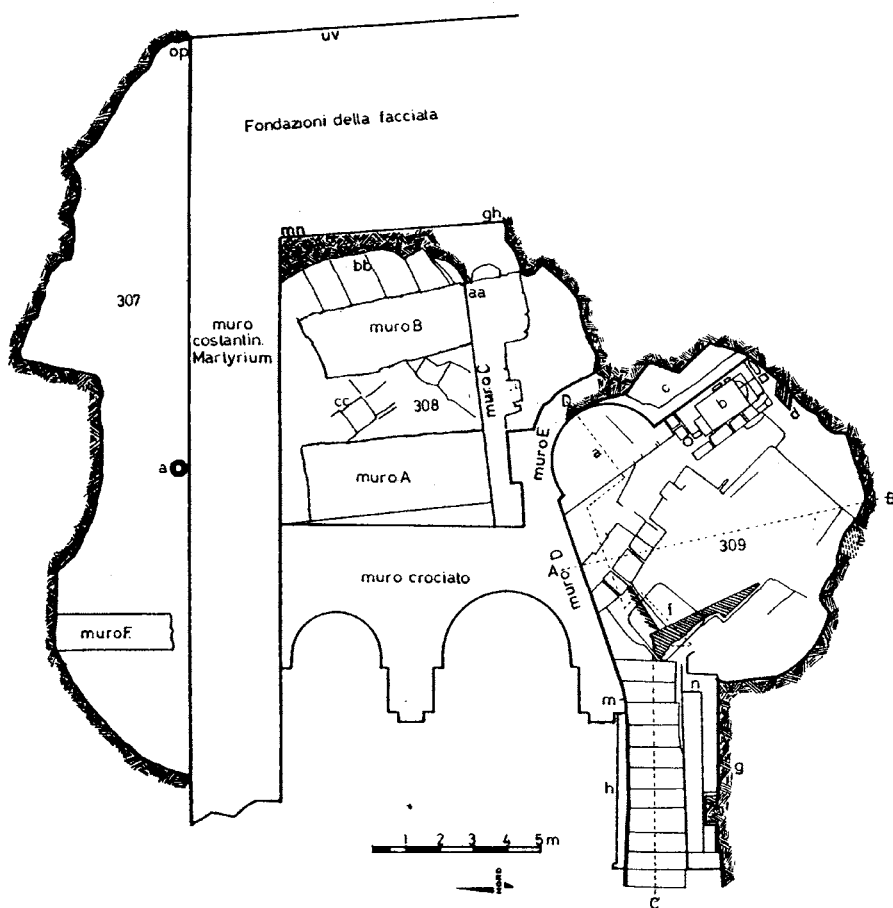 op
uv
Fondazioni della facciata
mn
gh
bb
aa
307
muro
costantin.
Martyrium
muro B
muro C
cc
308
muro A
a
muro E
D
c
b
d
a
B
309
A
muro D
f
muro crociato
muro F.
m
n
g
h
1 2 3 4 5 m
NORD
C